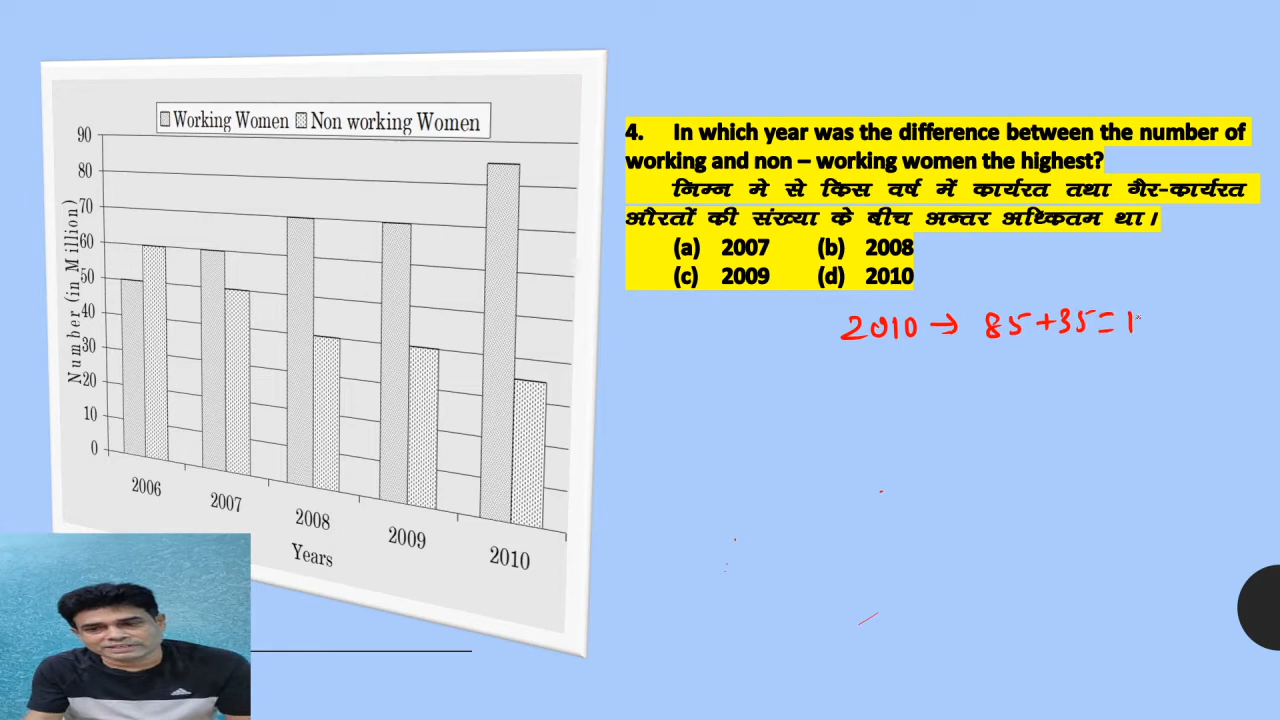 Working Women Non working Women
90
80
70
60
50
40
30
20
10
0
Number (in Million)
2006
2007
2008
2009
2010
Years
4. In which year was the difference between the number of
working and non – working women the highest?
निम्न मे से किस वर्ष में कार्यरत तथा गैर-कार्यरत
औरतों की संख्या के बीच अन्तर अधिकतम था।
(a) 2007 (b) 2008
(c) 2009 (d) 2010
2010 → 85+35=1